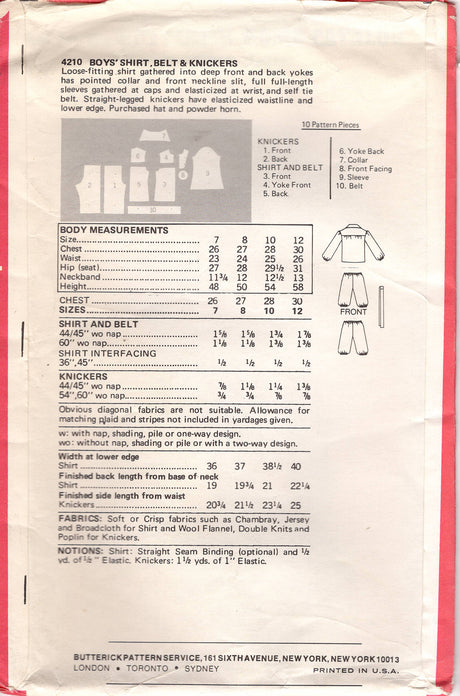 4210 BOYS' SHIRT, BELT & KNICKERS
Loose-fitting shirt gathered into deep front and back yokes
has pointed collar and front neckline slit, full full-length
sleeves gathered at caps and elasticized at wrist, and self tie
belt. Straight-legged knickers have elasticized waistline and
lower edge. Purchased hat and powder horn.
10 Pattern Pieces
KNICKERS
1. Front
2. Back
SHIRT AND BELT
3. Front
4. Yoke Front
5. Back
6. Yoke Back
7. Collar
8. Front Facing
9. Sleeve
10. Belt
BODY MEASUREMENTS
Size 7 8 10 12
Chest 26 27 28 30
Waist 23 24 25 26
Hip (seat) 27 28 29½ 31
Neckband 11¾ 12 12½ 13
Height 48 50 54 58
CHEST 26 27 28 30
SIZES 7 8 10 12
SHIRT AND BELT
44/45" wo nap 1⅝ 1⅝ 1¾ 1⅞
60" wo nap 1⅛ 1⅛ 1⅜ 1⅜
SHIRT INTERFACING
36",45" ½ ½ ½ ½
KNICKERS
44/45" wo nap ⅞ 1⅛ 1¼ 1⅜
54",60" wo nap ¾ ¾ ⅞ ⅞
Obvious diagonal fabrics are not suitable. Allowance for
matching plaid and stripes not included in yardages given.
w: with nap, shading, pile or one-way design.
wo: without nap, shading or pile or with a two-way design.
Width at lower edge
Shirt 36 37 38½ 40
Finished back length from base of neck
Shirt 19 19¾ 21 22¼
Finished side length from waist
Knickers 20¾ 21½ 23¼ 25
FABRICS: Soft or Crisp fabrics such as Chambray, Jersey
and Broadcloth for Shirt and Wool Flannel, Double Knits and
Poplin for Knickers.
NOTIONS: Shirt: Straight Seam Binding (optional) and ½
yd. of ½" Elastic. Knickers: 1½ yds. of 1" Elastic.
FRONT
BUTTERICK PATTERN SERVICE, 161 SIXTH AVENUE, NEW YORK, NEW YORK 10013
LONDON • TORONTO • SYDNEY PRINTED IN U.S.A.